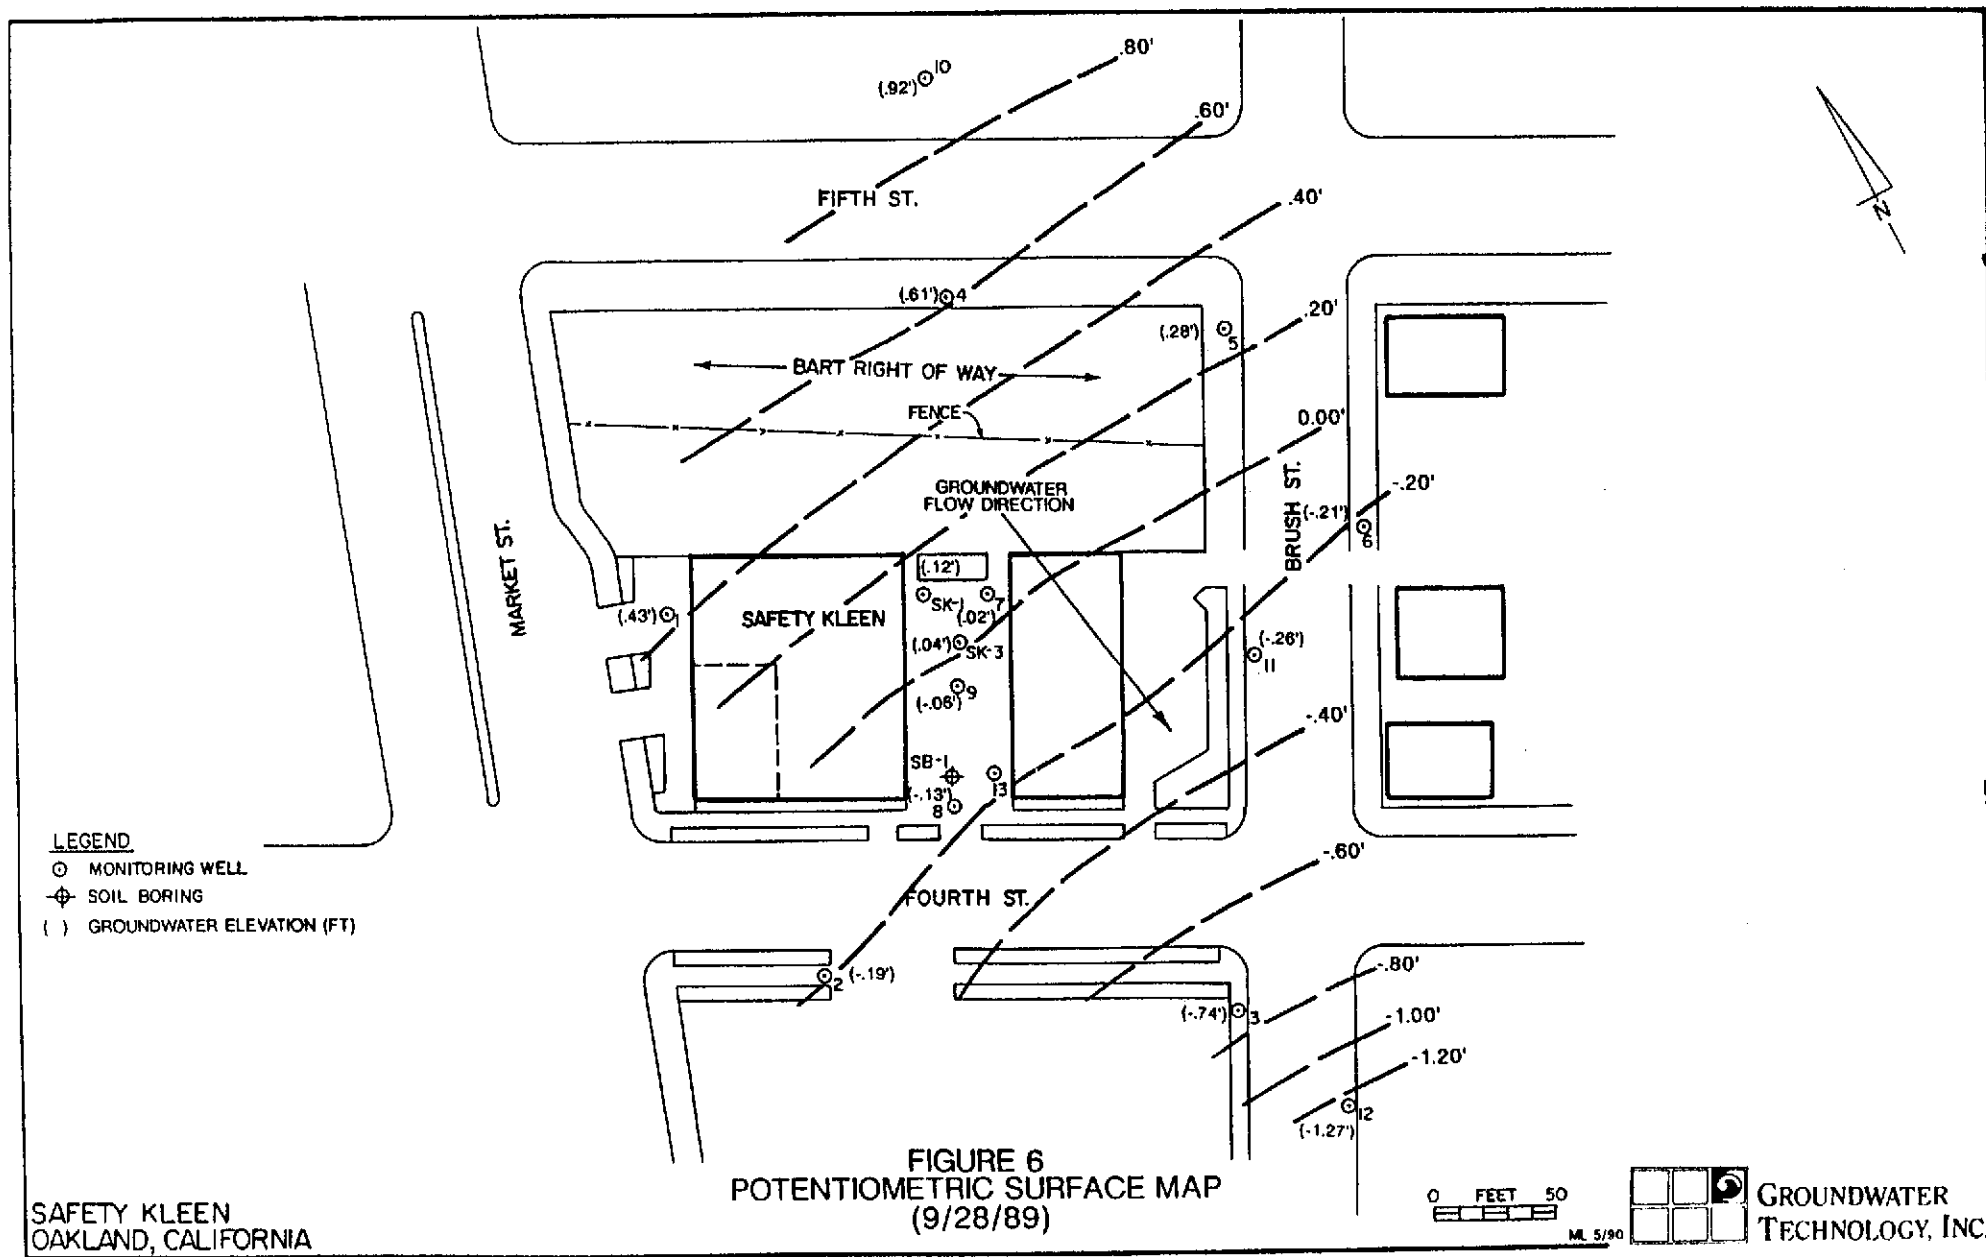 .80'
10
(.92')
.60'
FIFTH ST.
.40'
N
(.61')
4
.20'
(.28')
5
BART RIGHT OF WAY
FENCE
0.00'
-.20'
GROUNDWATER
FLOW DIRECTION
BRUSH ST.
(-.21')
6
MARKET ST.
(.12')
SK-1
7
(.02')
(.43')
1
SAFETY KLEEN
(.04')
SK-3
(-.26')
11
9
(-.06')
-.40'
SB-1
(-.13')
8
13
-.60'
LEGEND
MONITORING WELL
SOIL BORING
( ) GROUNDWATER ELEVATION (FT)
FOURTH ST.
2
(-.19')
-.80'
(-.74')
3
-1.00'
-1.20'
12
(-1.27')
FIGURE 6
POTENTIOMETRIC SURFACE MAP
(9/28/89)
SAFETY KLEEN
OAKLAND, CALIFORNIA
0 FEET 50
ML 5/90
GROUNDWATER
TECHNOLOGY, INC.